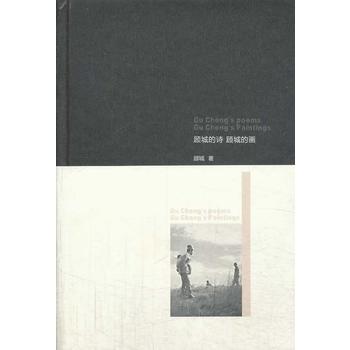 Gu Cheng's poems
Gu Cheng's Paintings
顾城的诗 顾城的画
顾城 著
Gu Cheng's poems
Gu Cheng's Paintings